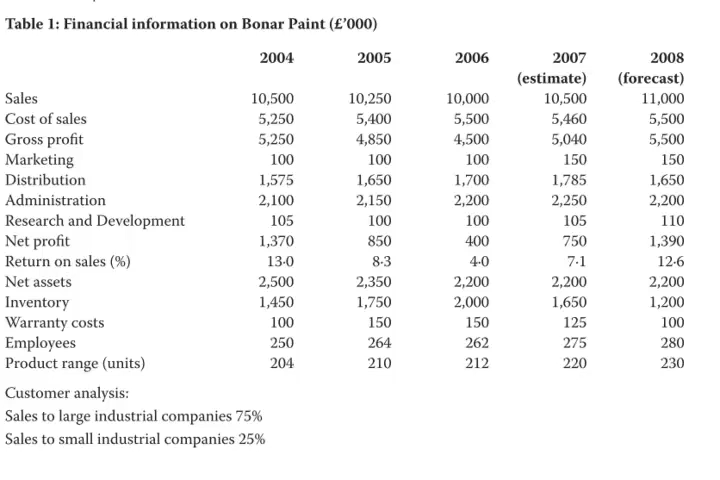 Table 1: Financial information on Bonar Paint (£’000)
2004 2005 2006 2007 2008
(estimate) (forecast)
Sales 10,500 10,250 10,000 10,500 11,000
Cost of sales 5,250 5,400 5,500 5,460 5,500
Gross profit 5,250 4,850 4,500 5,040 5,500
Marketing 100 100 100 150 150
Distribution 1,575 1,650 1,700 1,785 1,650
Administration 2,100 2,150 2,200 2,250 2,200
Research and Development 105 100 100 105 110
Net profit 1,370 850 400 750 1,390
Return on sales (%) 13·0 8·3 4·0 7·1 12·6
Net assets 2,500 2,350 2,200 2,200 2,200
Inventory 1,450 1,750 2,000 1,650 1,200
Warranty costs 100 150 150 125 100
Employees 250 264 262 275 280
Product range (units) 204 210 212 220 230
Customer analysis:
Sales to large industrial companies 75%
Sales to small industrial companies 25%